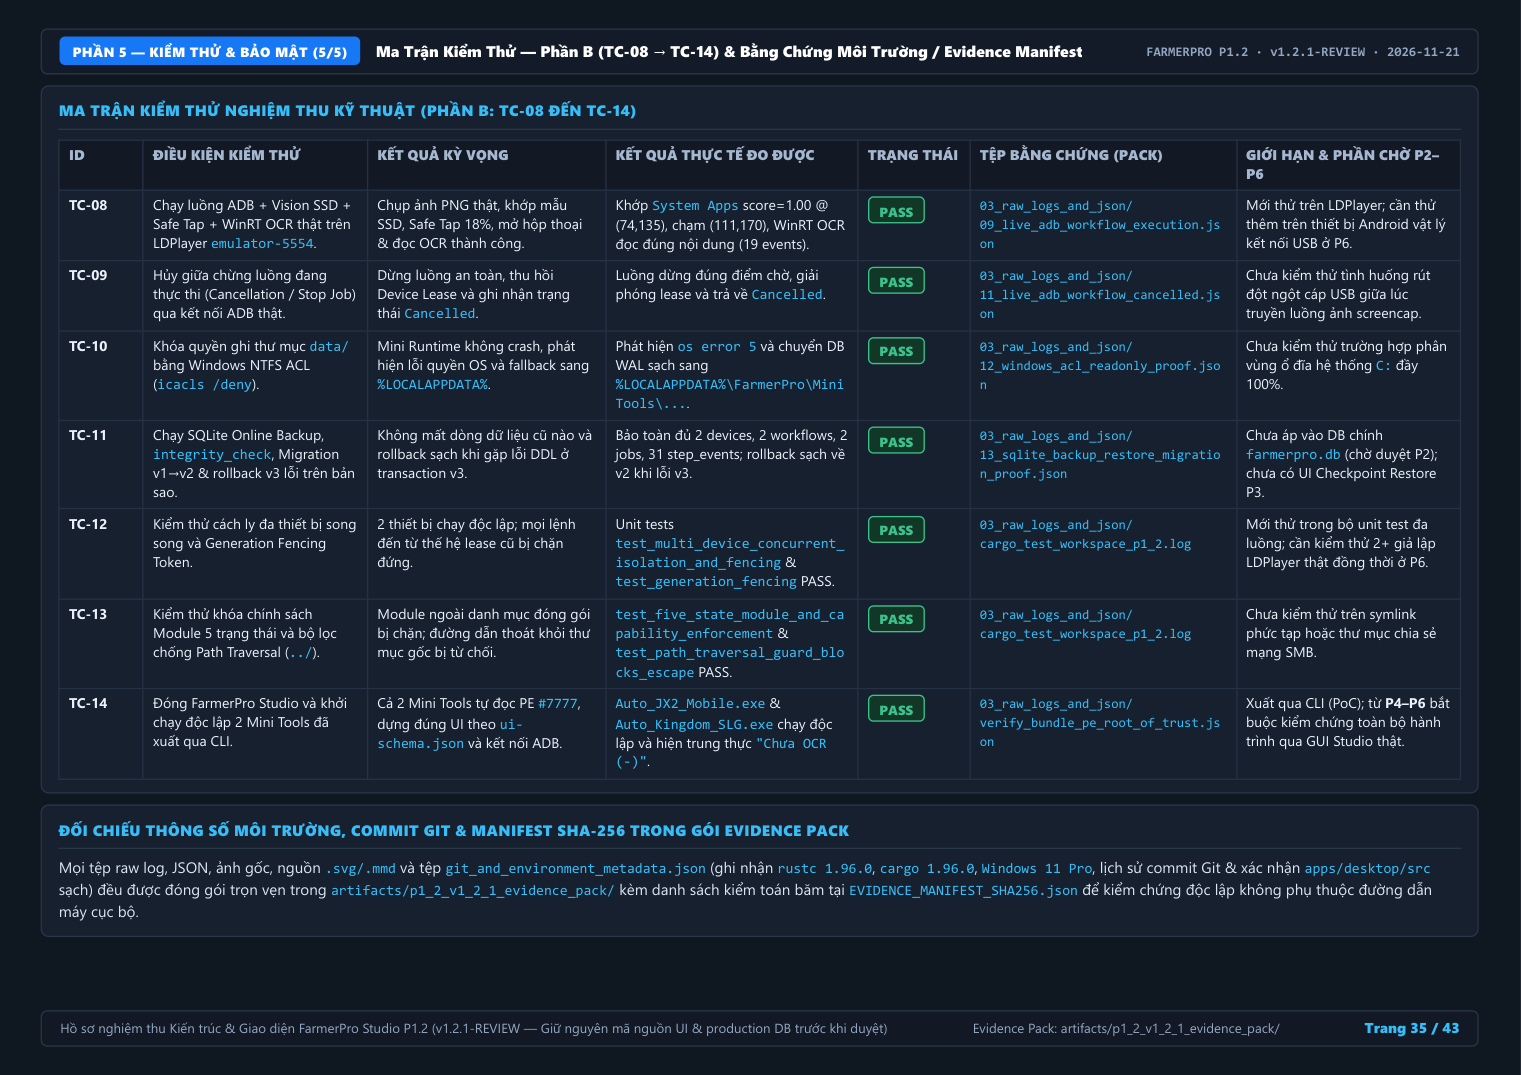 PHẦN 5 — KIỂM THỬ & BẢO MẬT (5/5)
Ma Trận Kiểm Thử — Phần B (TC-08 → TC-14) & Bằng Chứng Môi Trường / Evidence Manifest
FARMERPRO P1.2 · v1.2.1-REVIEW · 2026-11-21
MA TRẬN KIỂM THỬ NGHIỆM THU KỸ THUẬT (PHẦN B: TC-08 ĐẾN TC-14)
ID
ĐIỀU KIỆN KIỂM THỬ
KẾT QUẢ KỲ VỌNG
KẾT QUẢ THỰC TẾ ĐO ĐƯỢC
TRẠNG THÁI
TỆP BẰNG CHỨNG (PACK)
GIỚI HẠN & PHẦN CHỜ P2–
P6
TC-08
Chạy luồng ADB + Vision SSD +
Safe Tap + WinRT OCR thật trên
LDPlayer emulator-5554.
Chụp ảnh PNG thật, khớp mẫu
SSD, Safe Tap 18%, mở hộp thoại
& đọc OCR thành công.
Khớp System Apps score=1.00 @
(74,135), chạm (111,170), WinRT OCR
đọc đúng nội dung (19 events).
PASS
03_raw_logs_and_json/
09_live_adb_workflow_execution.js
on
Mới thử trên LDPlayer; cần thử
thêm trên thiết bị Android vật lý
kết nối USB ở P6.
TC-09
Hủy giữa chừng luồng đang
thực thi (Cancellation / Stop Job)
qua kết nối ADB thật.
Dừng luồng an toàn, thu hồi
Device Lease và ghi nhận trạng
thái Cancelled.
Luồng dừng đúng điểm chờ, giải
phóng lease và trả về Cancelled.
PASS
03_raw_logs_and_json/
11_live_adb_workflow_cancelled.js
on
Chưa kiểm thử tình huống rút
đột ngột cáp USB giữa lúc
truyền luồng ảnh screencap.
TC-10
Khóa quyền ghi thư mục data/
bằng Windows NTFS ACL
(icacls /deny).
Mini Runtime không crash, phát
hiện lỗi quyền OS và fallback sang
%LOCALAPPDATA%.
Phát hiện os error 5 và chuyển DB
WAL sạch sang
%LOCALAPPDATA%\FarmerPro\Mini
Tools\....
PASS
03_raw_logs_and_json/
12_windows_acl_readonly_proof.jso
n
Chưa kiểm thử trường hợp phân
vùng ổ đĩa hệ thống C: đầy
100%.
TC-11
Chạy SQLite Online Backup,
integrity_check, Migration
v1→v2 & rollback v3 lỗi trên bản
sao.
Không mất dòng dữ liệu cũ nào và
rollback sạch khi gặp lỗi DDL ở
transaction v3.
Bảo toàn đủ 2 devices, 2 workflows, 2
jobs, 31 step_events; rollback sạch về
v2 khi lỗi v3.
PASS
03_raw_logs_and_json/
13_sqlite_backup_restore_migratio
n_proof.json
Chưa áp vào DB chính
farmerpro.db (chờ duyệt P2);
chưa có UI Checkpoint Restore
P3.
TC-12
Kiểm thử cách ly đa thiết bị song
song và Generation Fencing
Token.
2 thiết bị chạy độc lập; mọi lệnh
đến từ thế hệ lease cũ bị chặn
đứng.
Unit tests
test_multi_device_concurrent_
isolation_and_fencing &
test_generation_fencing PASS.
PASS
03_raw_logs_and_json/
cargo_test_workspace_p1_2.log
Mới thử trong bộ unit test đa
luồng; cần kiểm thử 2+ giả lập
LDPlayer thật đồng thời ở P6.
TC-13
Kiểm thử khóa chính sách
Module 5 trạng thái và bộ lọc
chống Path Traversal (../).
Module ngoài danh mục đóng gói
bị chặn; đường dẫn thoát khỏi thư
mục gốc bị từ chối.
test_five_state_module_and_ca
pability_enforcement &
test_path_traversal_guard_blo
cks_escape PASS.
PASS
03_raw_logs_and_json/
cargo_test_workspace_p1_2.log
Chưa kiểm thử trên symlink
phức tạp hoặc thư mục chia sẻ
mạng SMB.
TC-14
Đóng FarmerPro Studio và khởi
chạy độc lập 2 Mini Tools đã
xuất qua CLI.
Cả 2 Mini Tools tự đọc PE #7777,
dựng đúng UI theo ui-
schema.json và kết nối ADB.
Auto_JX2_Mobile.exe &
Auto_Kingdom_SLG.exe chạy độc
lập và hiện trung thực "Chưa OCR
(-)".
PASS
03_raw_logs_and_json/
verify_bundle_pe_root_of_trust.js
on
Xuất qua CLI (PoC); từ P4–P6 bắt
buộc kiểm chứng toàn bộ hành
trình qua GUI Studio thật.
ĐỐI CHIẾU THÔNG SỐ MÔI TRƯỜNG, COMMIT GIT & MANIFEST SHA-256 TRONG GÓI EVIDENCE PACK
Mọi tệp raw log, JSON, ảnh gốc, nguồn .svg/.mmd và tệp git_and_environment_metadata.json (ghi nhận rustc 1.96.0, cargo 1.96.0, Windows 11 Pro, lịch sử commit Git & xác nhận apps/desktop/src
sạch) đều được đóng gói trọn vẹn trong artifacts/p1_2_v1_2_1_evidence_pack/ kèm danh sách kiểm toán băm tại EVIDENCE_MANIFEST_SHA256.json để kiểm chứng độc lập không phụ thuộc đường dẫn
máy cục bộ.
Hồ sơ nghiệm thu Kiến trúc & Giao diện FarmerPro Studio P1.2 (v1.2.1-REVIEW — Giữ nguyên mã nguồn UI & production DB trước khi duyệt)
Evidence Pack: artifacts/p1_2_v1_2_1_evidence_pack/
Trang 35 / 43